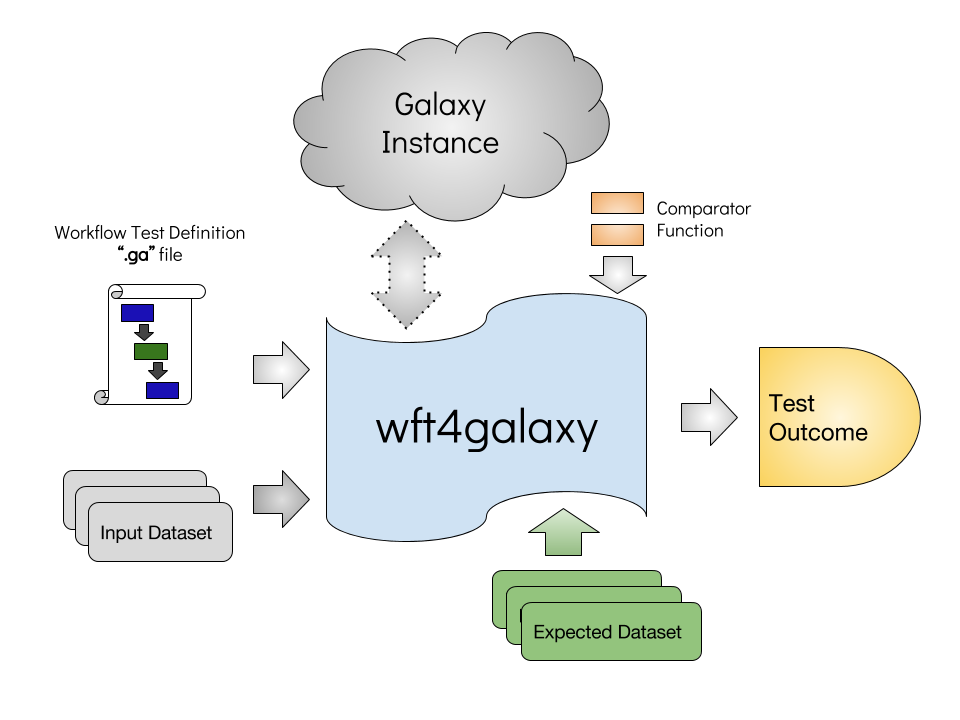 Galaxy
Instance
Comparator
Function
Workflow Test Definition
“.ga” file
wft4galaxy
Test
Outcome
Input Dataset
Expected Dataset